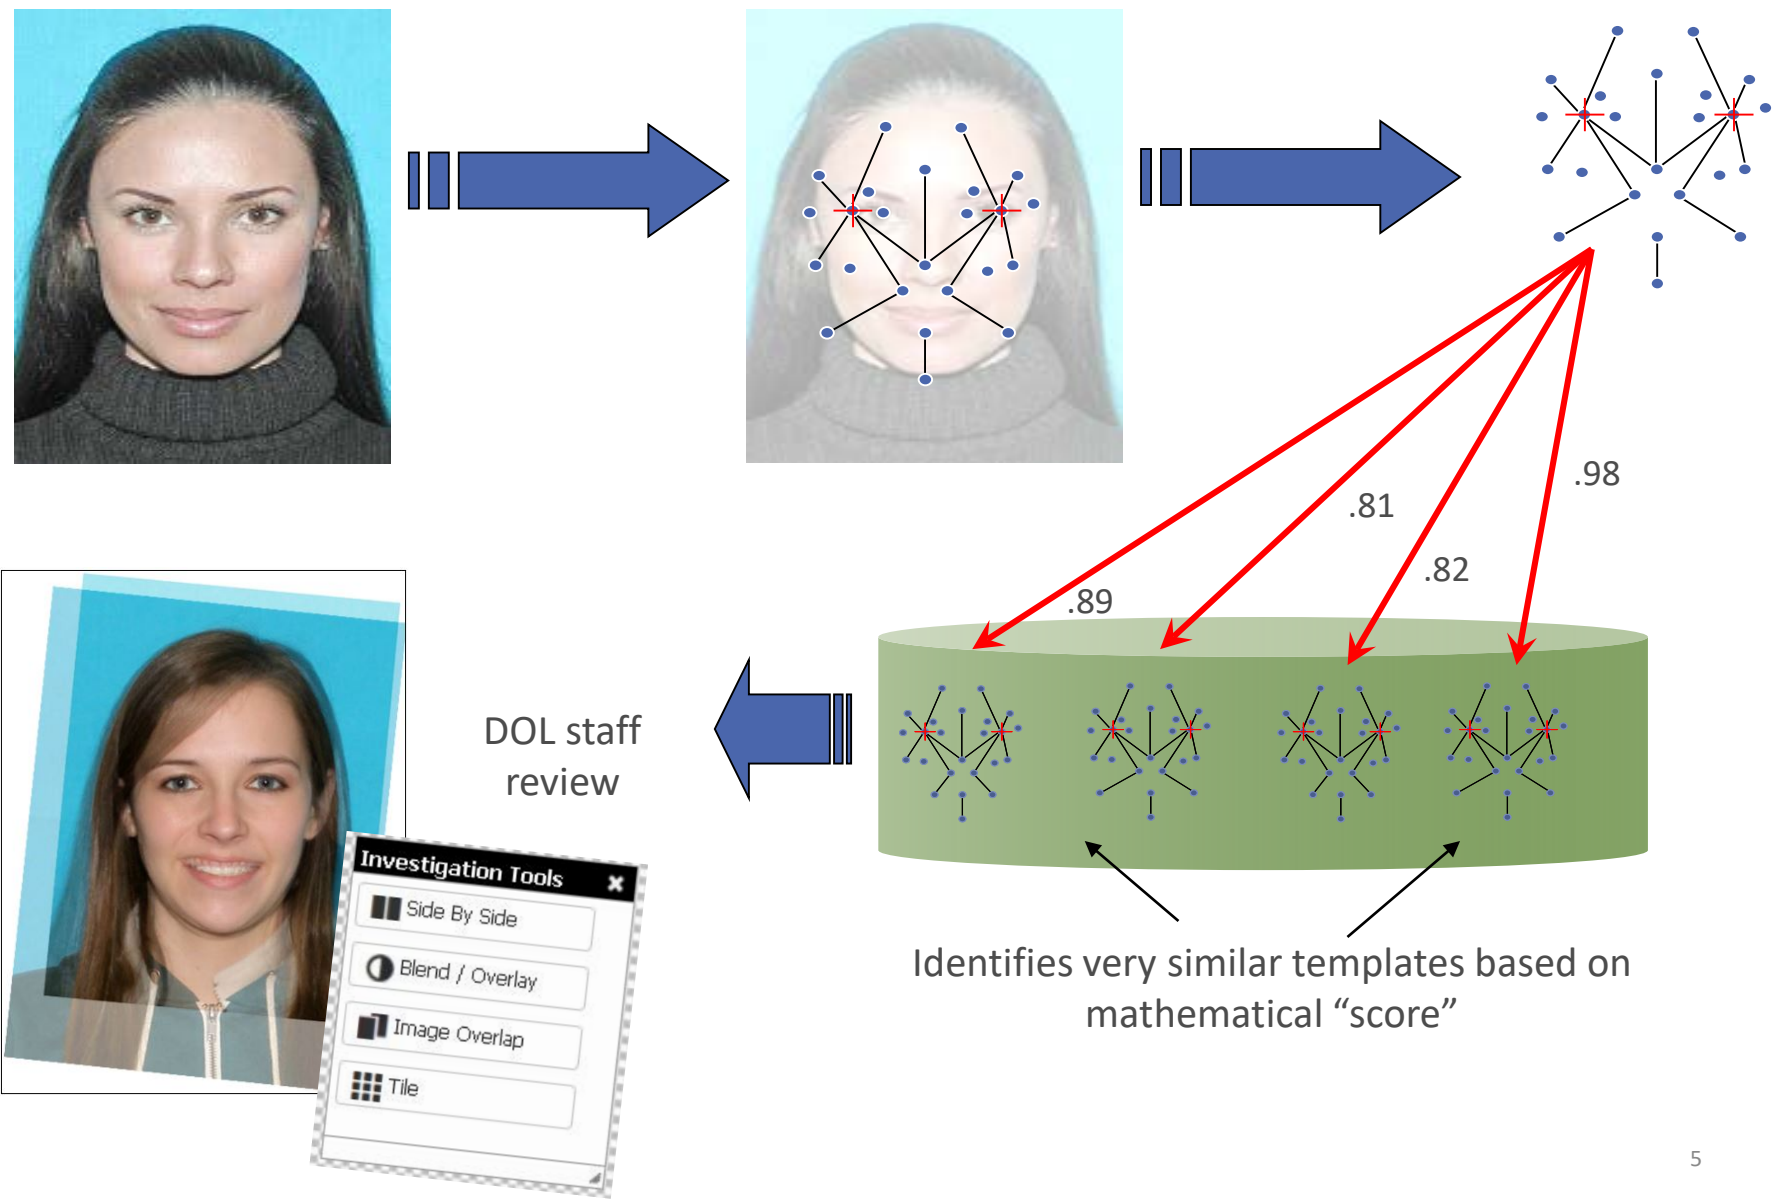 .98
.81
.82
.89
DOL staff
review
Investigation Tools
Side By Side
Blend / Overlay
Image Overlap
Tile
Identifies very similar templates based on
mathematical “score”
5